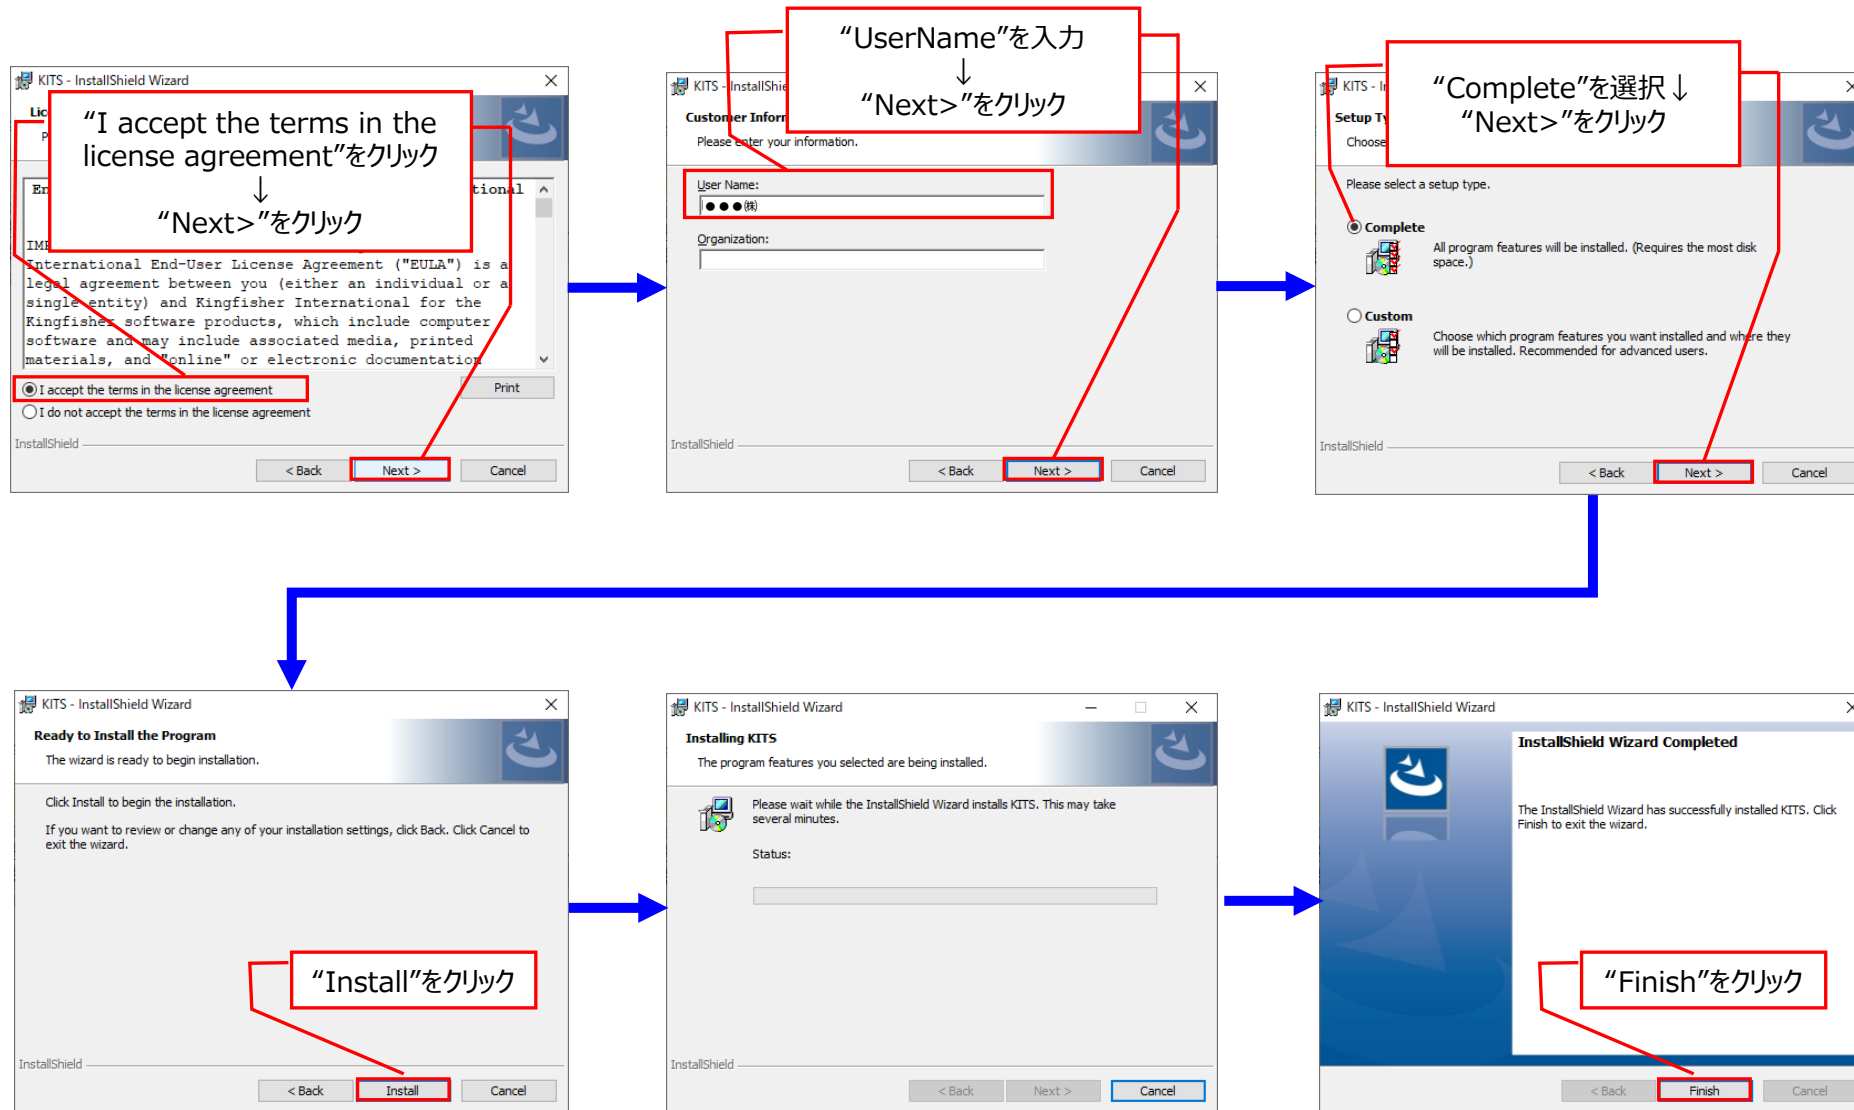 KITS - InstallShield Wizard
“I accept the terms in the
license agreement”をクリック
↓
“Next>”をクリック
International End-User License Agreement ("EULA") is a
legal agreement between you (either an individual or a
single entity) and Kingfisher International for the
Kingfisher software products, which include computer
software and may include associated media, printed
materials, and "online" or electronic documentation
I accept the terms in the license agreement
Print
I do not accept the terms in the license agreement
InstallShield
< Back
Next >
Cancel
“UserName”を入力
↓
“Next>”をクリック
KITS - InstallShie
Customer Inforr
Please enter your information.
User Name:
●●●㈱
Organization:
InstallShield
< Back
Next >
Cancel
“Complete”を選択↓
“Next>”をクリック
KITS - I
Setup Ty
Choose
Please select a setup type.
Complete
All program features will be installed. (Requires the most disk
space.)
Custom
Choose which program features you want installed and where they
will be installed. Recommended for advanced users.
InstallShield
< Back
Next >
Cancel
KITS - InstallShield Wizard
Ready to Install the Program
The wizard is ready to begin installation.
Click Install to begin the installation.
If you want to review or change any of your installation settings, click Back. Click Cancel to
exit the wizard.
“Install”をクリック
InstallShield
< Back
Install
Cancel
KITS - InstallShield Wizard
Installing KITS
The program features you selected are being installed.
Please wait while the InstallShield Wizard installs KITS. This may take
several minutes.
Status:
InstallShield
< Back
Next >
Cancel
KITS - InstallShield Wizard
InstallShield Wizard Completed
The InstallShield Wizard has successfully installed KITS. Click
Finish to exit the wizard.
“Finish”をクリック
< Back
Finish
Cancel